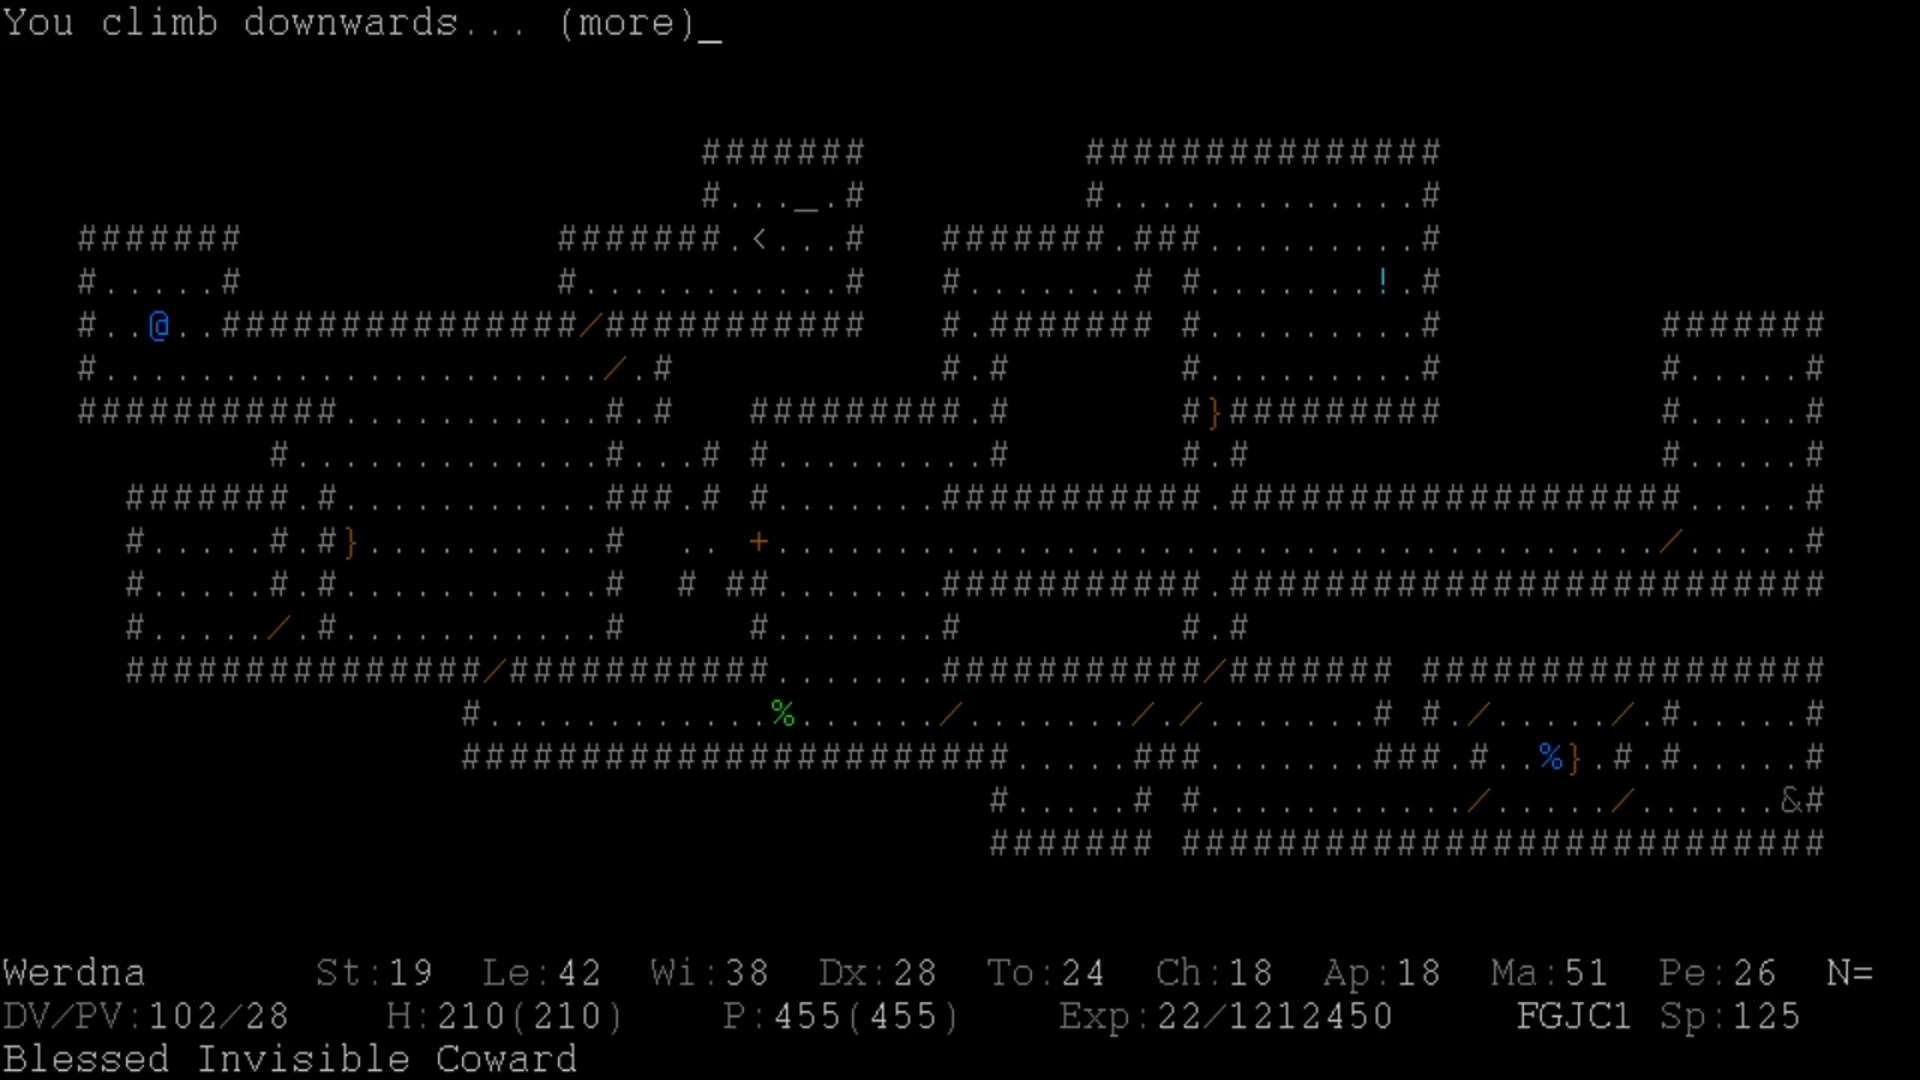 You climb downwards... (more)_
Werdna St:19 Le:42 Wi:38 Dx:28 To:24 Ch:18 Ap:18 Ma:51 Pe:26 N=
DV/PV:102/28 H:210(210) P:455(455) Exp:22/1212450 FGJC1 Sp:125
Blessed Invisible Coward